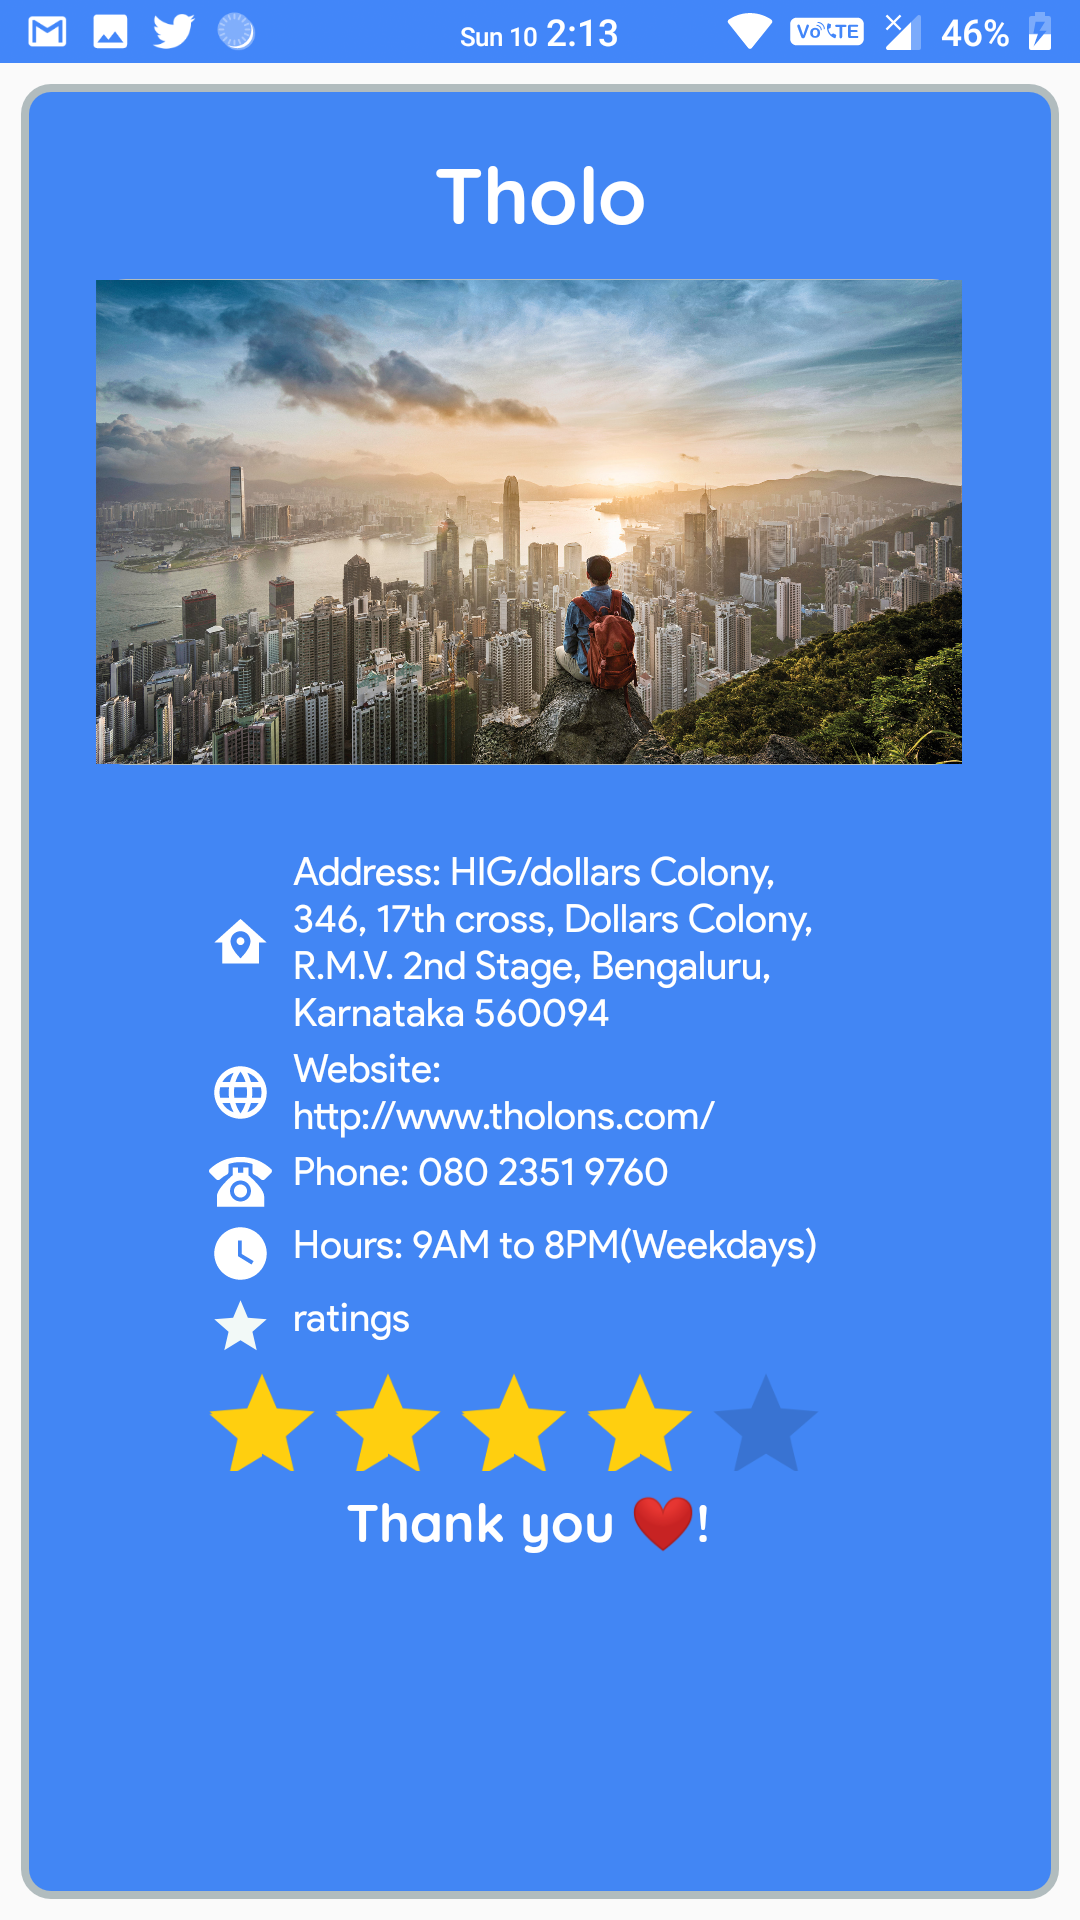 Sun 10 2:13
VoLTE
46%
Tholo
Address: HIG/dollars Colony,
346, 17th cross, Dollars Colony,
R.M.V. 2nd Stage, Bengaluru,
Karnataka 560094
Website:
http://www.tholons.com/
Phone: 080 2351 9760
Hours: 9AM to 8PM(Weekdays)
ratings
Thank you ❤️!